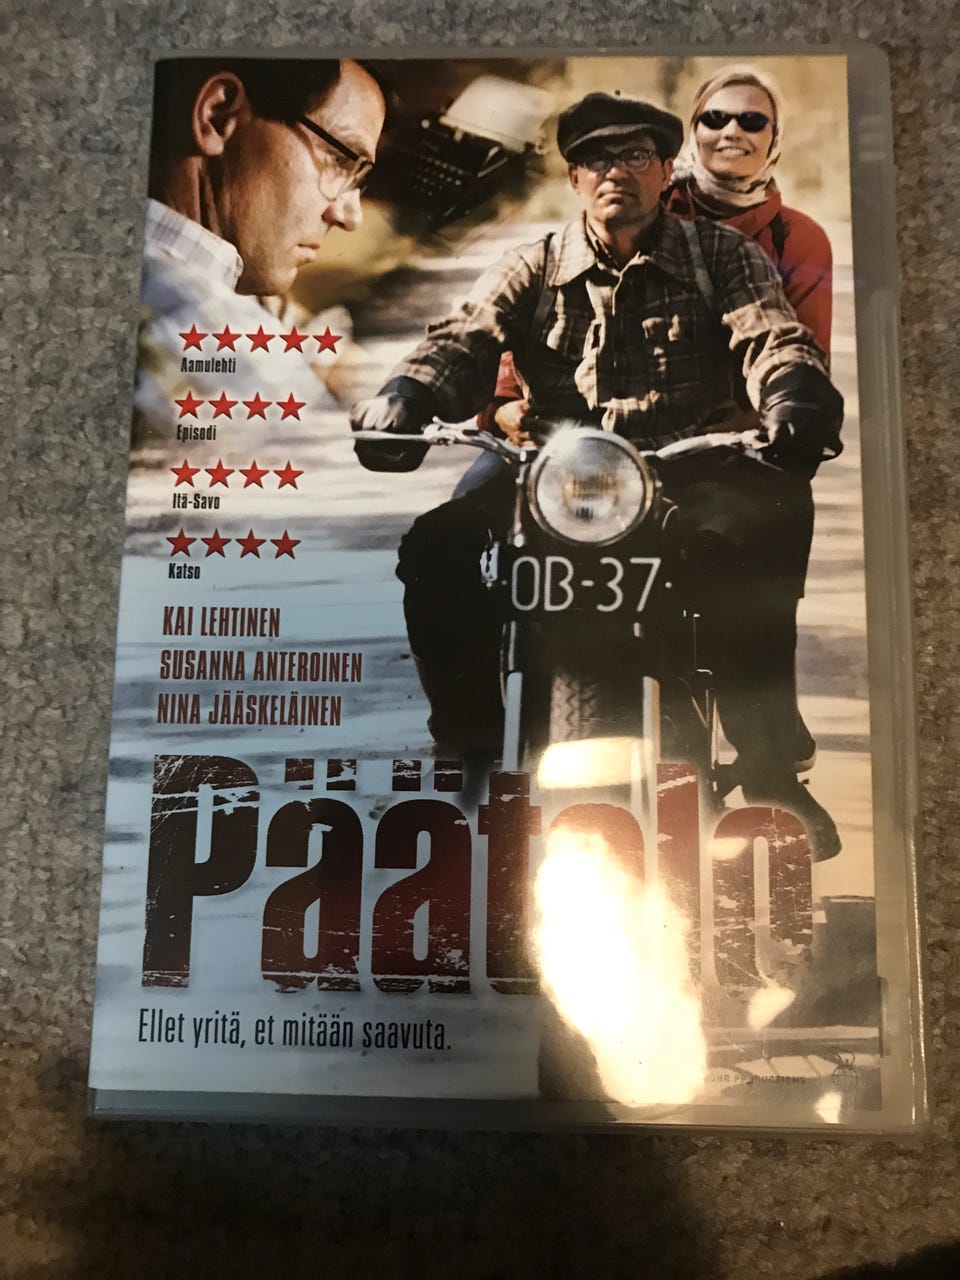 ★★★★★
Aamulehti
★★★★
Episodi
★★★★
Itä-Savo
★★★★
Katso
KAI LEHTINEN
SUSANNA ANTEROINEN
NINA JÄÄSKELÄINEN
OB-37
Päätalo
Ellet yritä, et mitään saavuta.
PRODUCTIONS